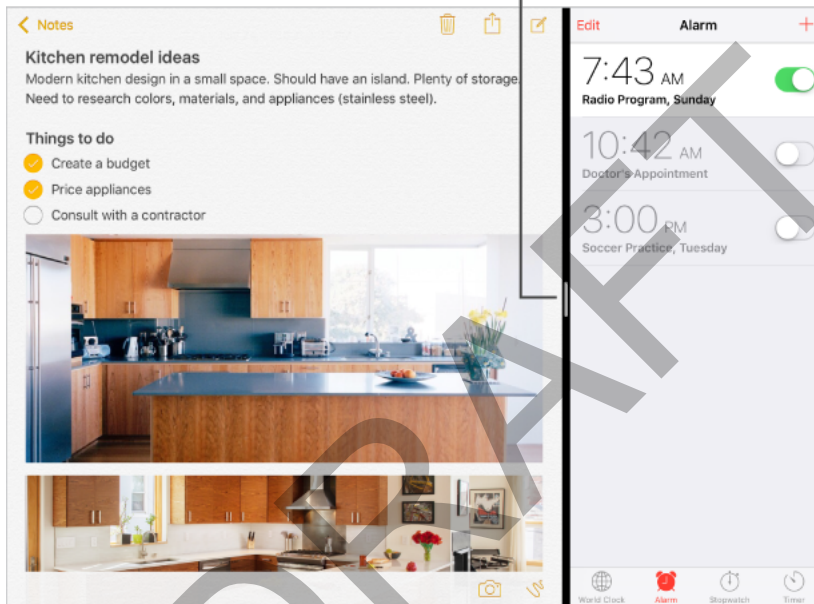 Notes
Kitchen remodel ideas
Modern kitchen design in a small space. Should have an island. Plenty of storage.
Need to research colors, materials, and appliances (stainless steel).
Things to do
Create a budget
Price appliances
Consult with a contractor
Edit Alarm
7:43 AM
Radio Program, Sunday
10:42 AM
Doctor's Appointment
3:00 PM
Soccer Practice, Tuesday
World Clock Alarm Stopwatch Timer
DRAFT